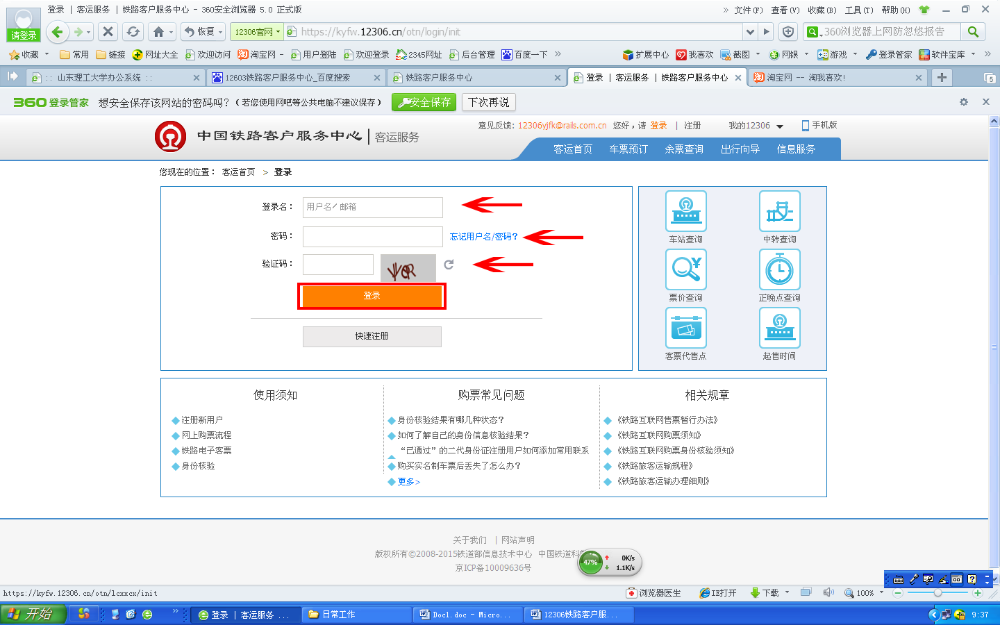 登录 | 客运服务 | 铁路客户服务中心 - 360安全浏览器 5.0 正式版
» 文件(F) 查看(V) 收藏(B) 工具(T) 帮助(H)
请登录
恢复
12306官网
https://kyfw.12306.cn/otn/login/init
360浏览器上网防忽悠报告
收藏 常用 链接 网址大全 欢迎访问 淘宝网 - 用户登陆 欢迎登录 2345网址 后台管理 百度一下 »
扩展中心 我喜欢 截图 网银 游戏 登录管家 软件宝库 »
:: 山东理工大学办公系统 ::
12603铁路客户服务中心_百度搜索
铁路客户服务中心
登录 | 客运服务 | 铁路客户服务中心
淘宝网 -- 淘我喜欢!
5
360 登录管家 想安全保存该网站的密码吗？(若您使用网吧等公共电脑不建议保存)
安全保存
下次再说
中国铁路客户服务中心 | 客运服务
意见反馈: 12306yjfk@rails.com.cn 您好，请 登录 | 注册 我的12306 手机版
客运首页 车票预订 余票查询 出行向导 信息服务
您现在的位置： 客运首页 > 登录
登录名：
用户名/邮箱
密码：
忘记用户名/密码?
验证码：
登录
快速注册
车站查询
中转查询
票价查询
正晚点查询
客票代售点
起售时间
使用须知
注册新用户
网上购票流程
铁路电子客票
身份核验
购票常见问题
身份核验结果有哪几种状态?
如何了解自己的身份信息核验结果?
“已通过”的二代身份证注册用户如何添加常用联系
购买实名制车票后丢失了怎么办?
更多>
相关规章
《铁路互联网售票暂行办法》
《铁路互联网购票须知》
《铁路互联网购票身份核验须知》
《铁路旅客运输规程》
《铁路旅客运输办理细则》
关于我们 | 网站声明
版权所有©2008-2015铁道部信息技术中心 中国铁道科
京ICP备10009636号
47%
0K/s
1.1K/s
https://kyfw.12306.cn/otn/lcxxcx/init
浏览器医生 IE打开 下载 100%
开始
登录 | 客运服务 ...
日常工作
Doc1.doc - Micro...
12306铁路客户服...
9:37